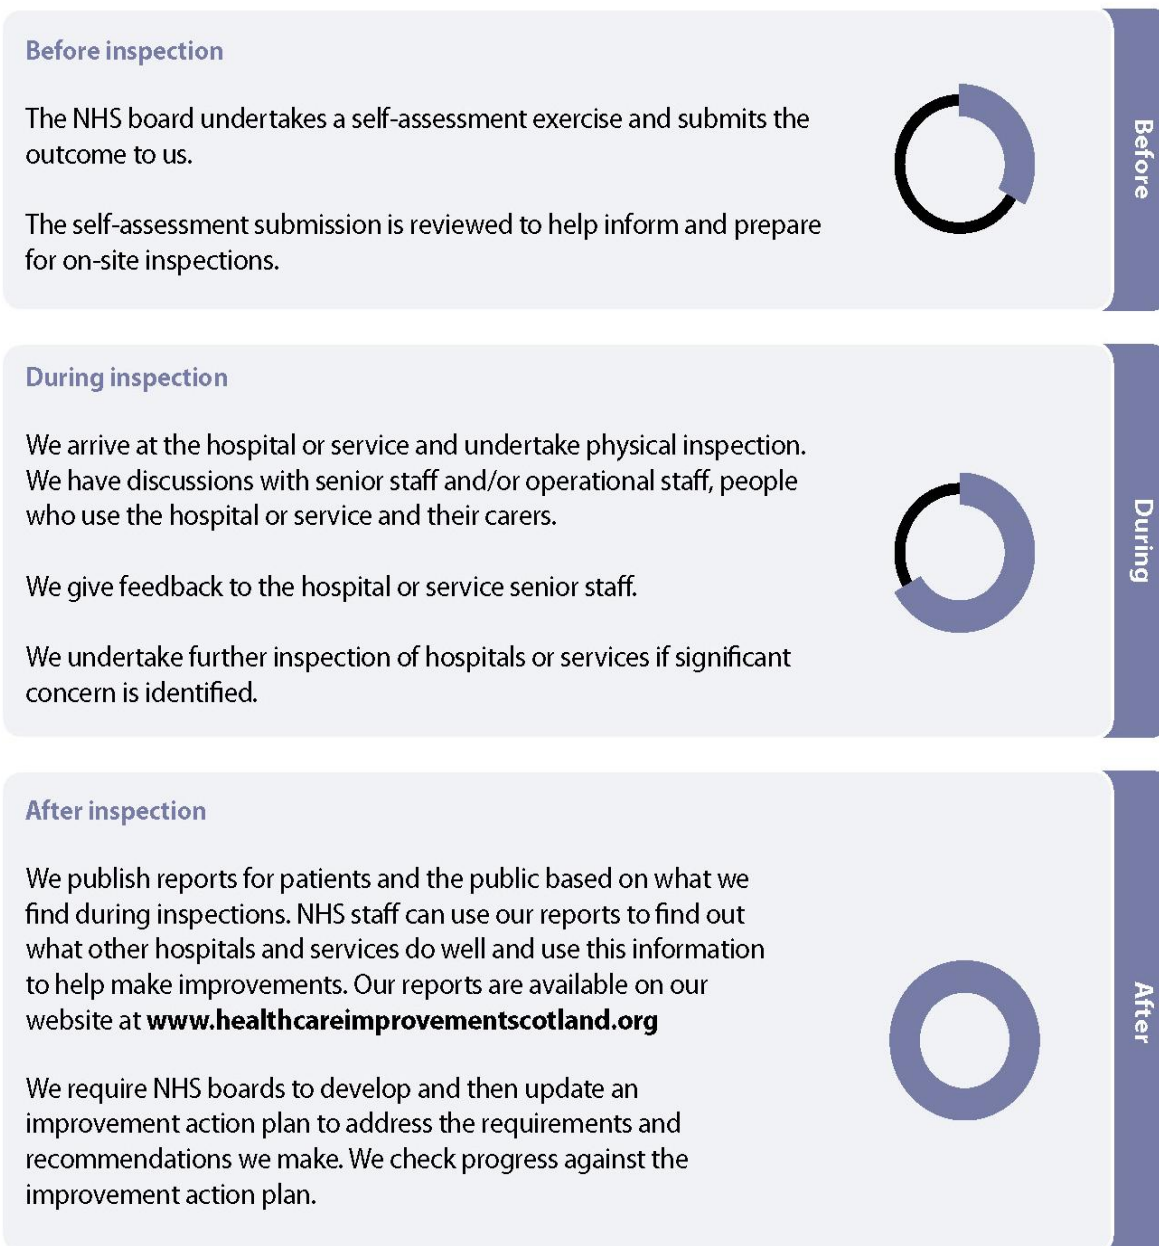 Before inspection
The NHS board undertakes a self-assessment exercise and submits the
outcome to us.
The self-assessment submission is reviewed to help inform and prepare
for on-site inspections.
Before
During inspection
We arrive at the hospital or service and undertake physical inspection.
We have discussions with senior staff and/or operational staff, people
who use the hospital or service and their carers.
We give feedback to the hospital or service senior staff.
We undertake further inspection of hospitals or services if significant
concern is identified.
During
After inspection
We publish reports for patients and the public based on what we
find during inspections. NHS staff can use our reports to find out
what other hospitals and services do well and use this information
to help make improvements. Our reports are available on our
website at www.healthcareimprovementscotland.org
We require NHS boards to develop and then update an
improvement action plan to address the requirements and
recommendations we make. We check progress against the
improvement action plan.
After